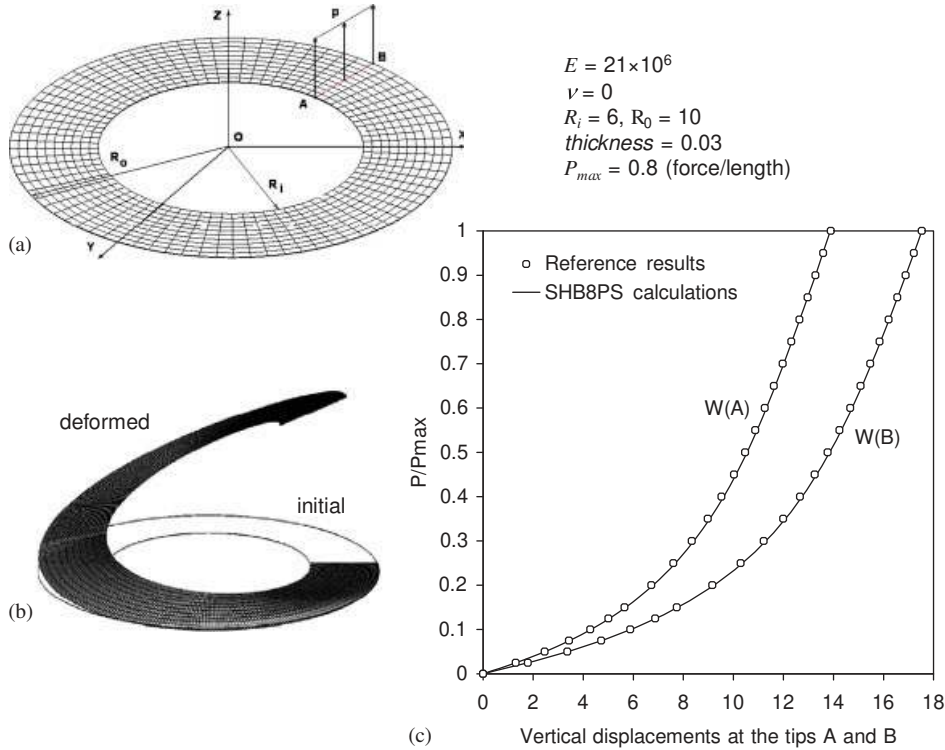 Z
P
B
A
O
X
R₀
Rᵢ
Y
(a)
E = 21×10⁶
ν = 0
Rᵢ = 6, R₀ = 10
thickness = 0.03
Pₘₐₓ = 0.8 (force/length)
deformed
initial
(b)
1
0.9
0.8
0.7
0.6
0.5
0.4
0.3
0.2
0.1
0
P/Pmax
Reference results
SHB8PS calculations
W(A)
W(B)
0 2 4 6 8 10 12 14 16 18
(c) Vertical displacements at the tips A and B